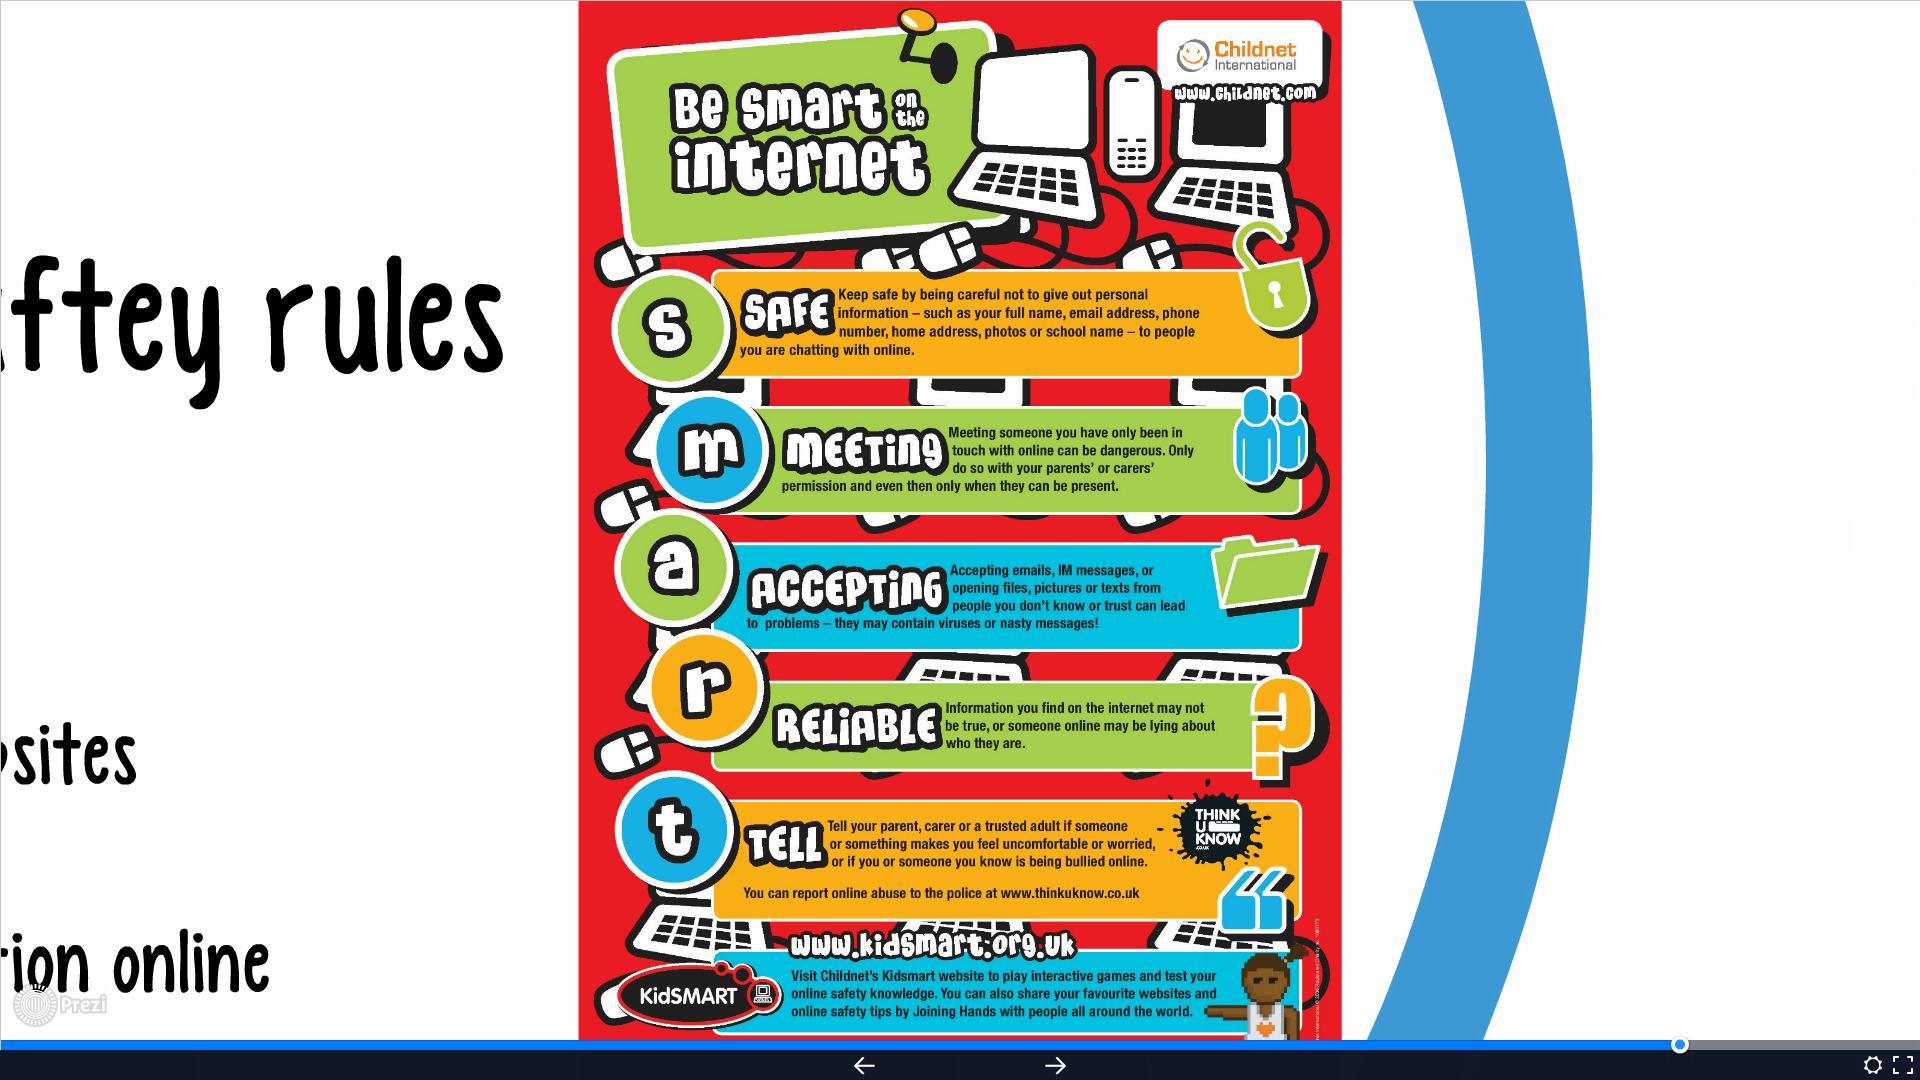 ftey rules
sites
ion online
Prezi
Be smart on the
internet
Childnet
International
www.childnet.com
s
SAFE
Keep safe by being careful not to give out personal
information – such as your full name, email address, phone
number, home address, photos or school name – to people
you are chatting with online.
m
MEETING
Meeting someone you have only been in
touch with online can be dangerous. Only
do so with your parents' or carers'
permission and even then only when they can be present.
a
ACCEPTING
Accepting emails, IM messages, or
opening files, pictures or texts from
people you don't know or trust can lead
to problems – they may contain viruses or nasty messages!
r
RELIABLE
Information you find on the internet may not
be true, or someone online may be lying about
who they are.
?
t
TELL
Tell your parent, carer or a trusted adult if someone
or something makes you feel uncomfortable or worried,
or if you or someone you know is being bullied online.
You can report online abuse to the police at www.thinkuknow.co.uk
THINK
U
KNOW
.co.uk
www.kidsmart.org.uk
KidSMART
Visit Childnet's Kidsmart website to play interactive games and test your
online safety knowledge. You can also share your favourite websites and
online safety tips by Joining Hands with people all around the world.